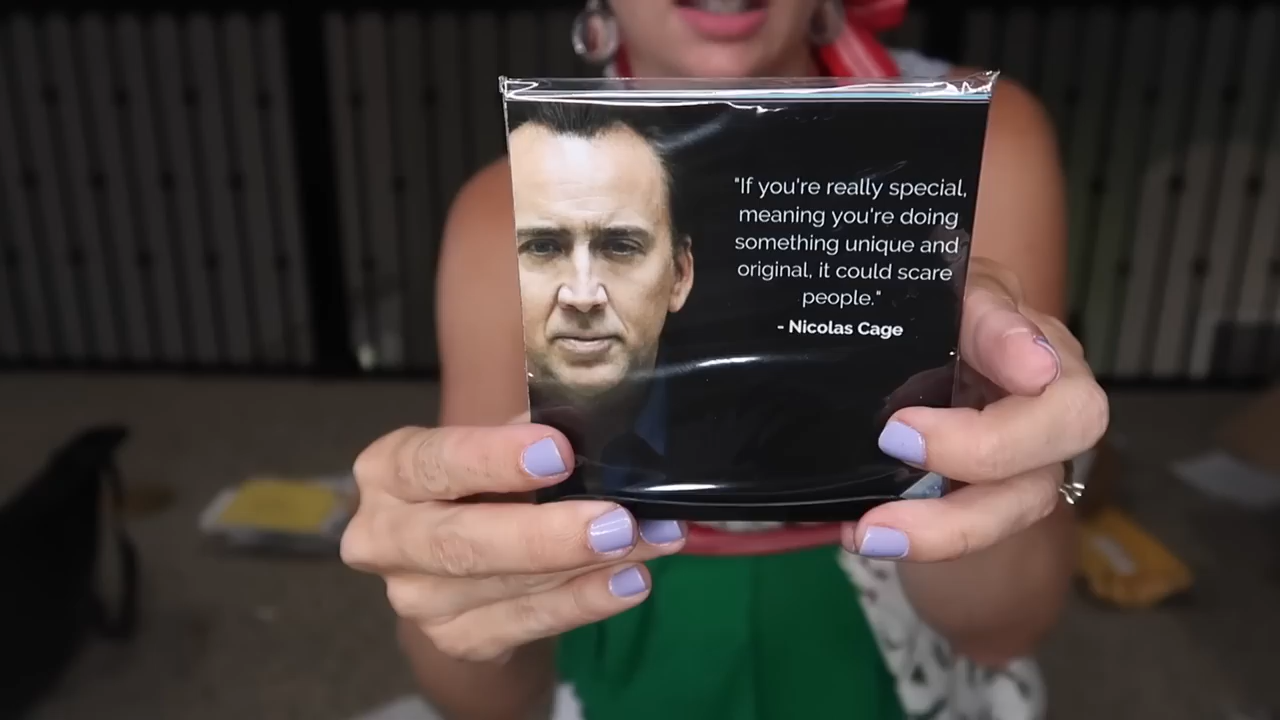 "If you're really special,
meaning you're doing
something unique and
original, it could scare
people."
- Nicolas Cage